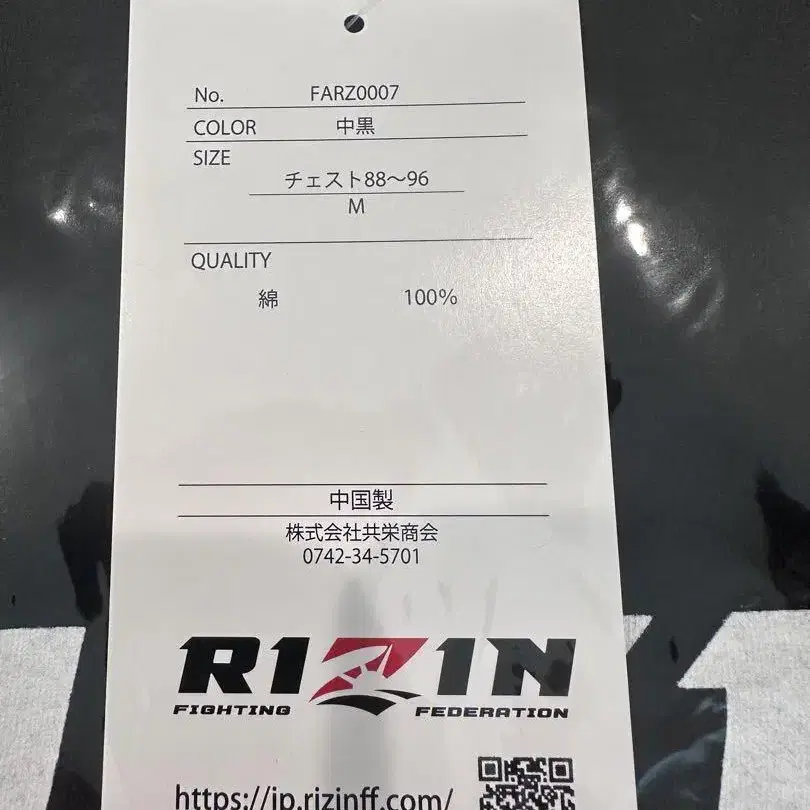 No. FARZ0007
COLOR 中黒
SIZE
チェスト88〜96
M
QUALITY
綿 100%
中国製
株式会社共栄商会
0742-34-5701
RIZIN
FIGHTING FEDERATION
https://jp.rizinff.com/